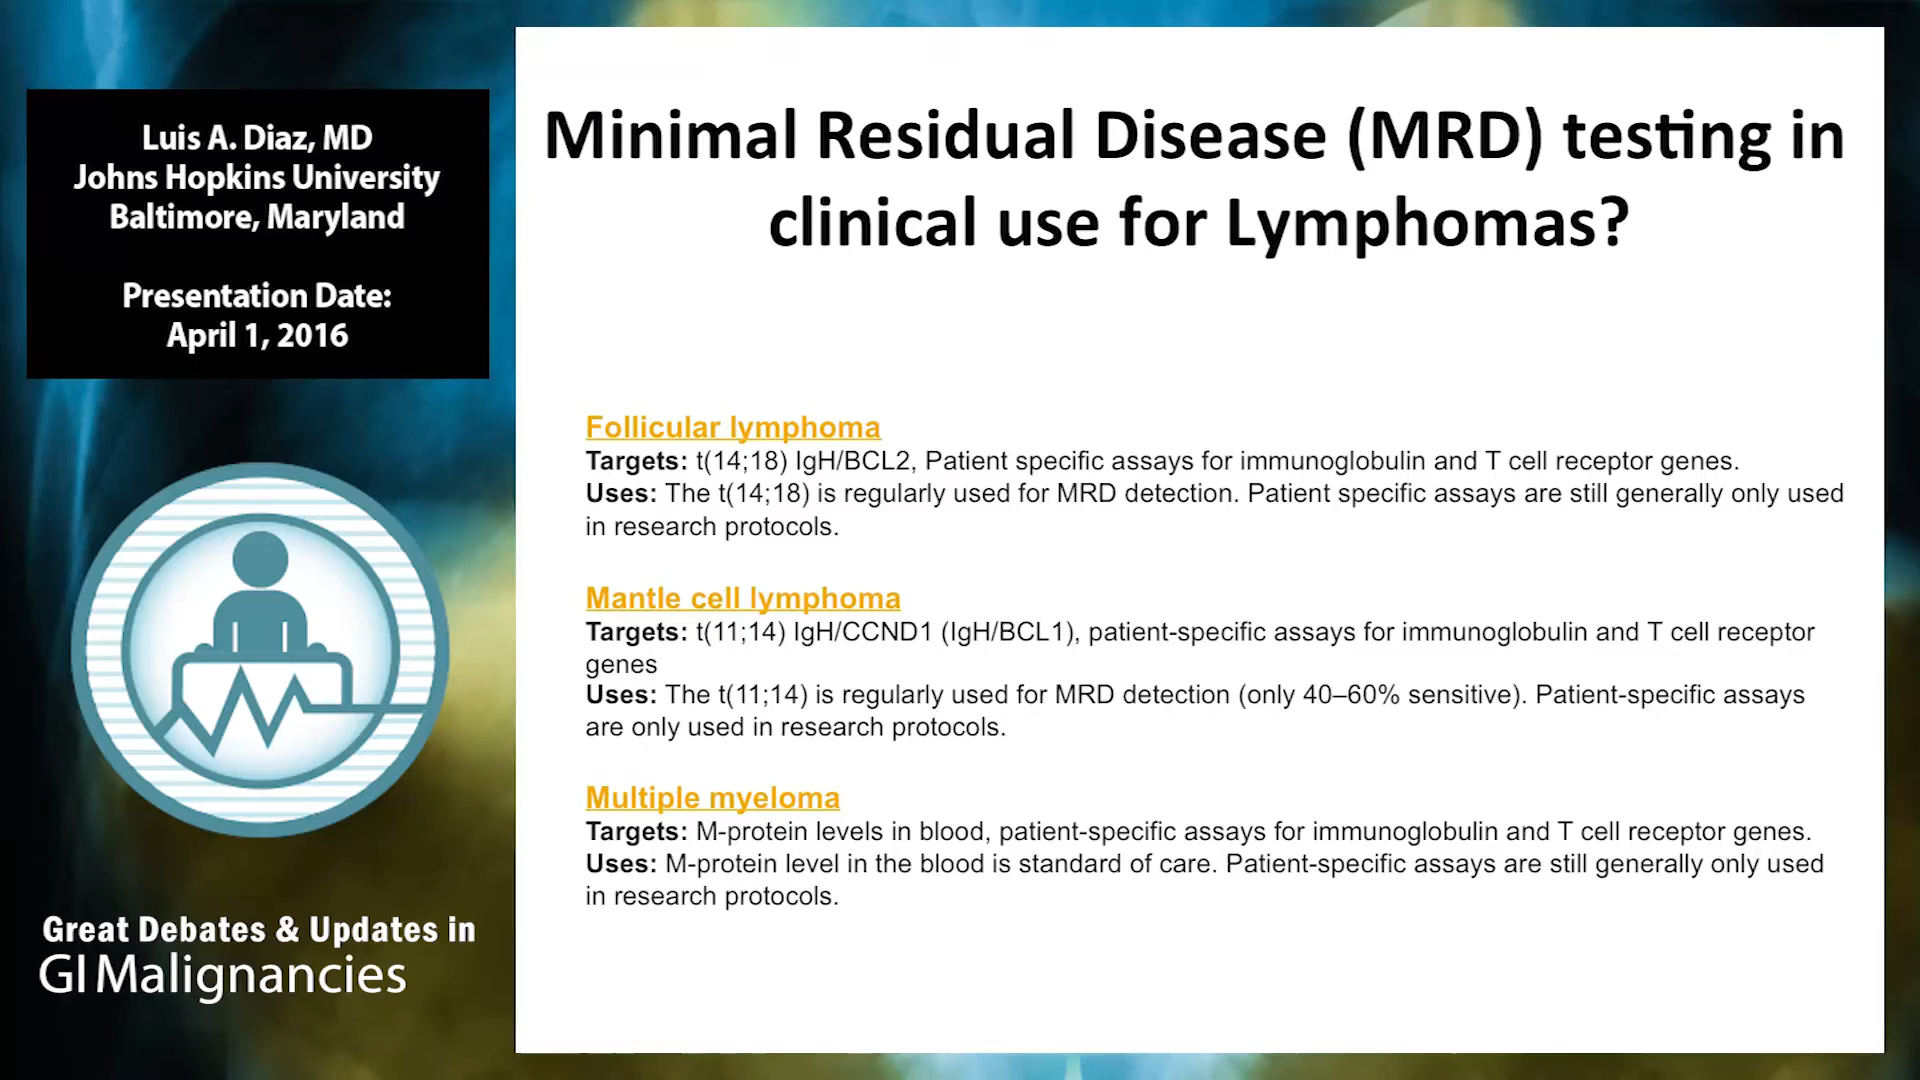 Luis A. Diaz, MD
Johns Hopkins University
Baltimore, Maryland
Presentation Date:
April 1, 2016
Great Debates & Updates in
GI Malignancies
Minimal Residual Disease (MRD) testing in
clinical use for Lymphomas?
Follicular lymphoma
Targets: t(14;18) IgH/BCL2, Patient specific assays for immunoglobulin and T cell receptor genes.
Uses: The t(14;18) is regularly used for MRD detection. Patient specific assays are still generally only used
in research protocols.
Mantle cell lymphoma
Targets: t(11;14) IgH/CCND1 (IgH/BCL1), patient-specific assays for immunoglobulin and T cell receptor
genes
Uses: The t(11;14) is regularly used for MRD detection (only 40–60% sensitive). Patient-specific assays
are only used in research protocols.
Multiple myeloma
Targets: M-protein levels in blood, patient-specific assays for immunoglobulin and T cell receptor genes.
Uses: M-protein level in the blood is standard of care. Patient-specific assays are still generally only used
in research protocols.